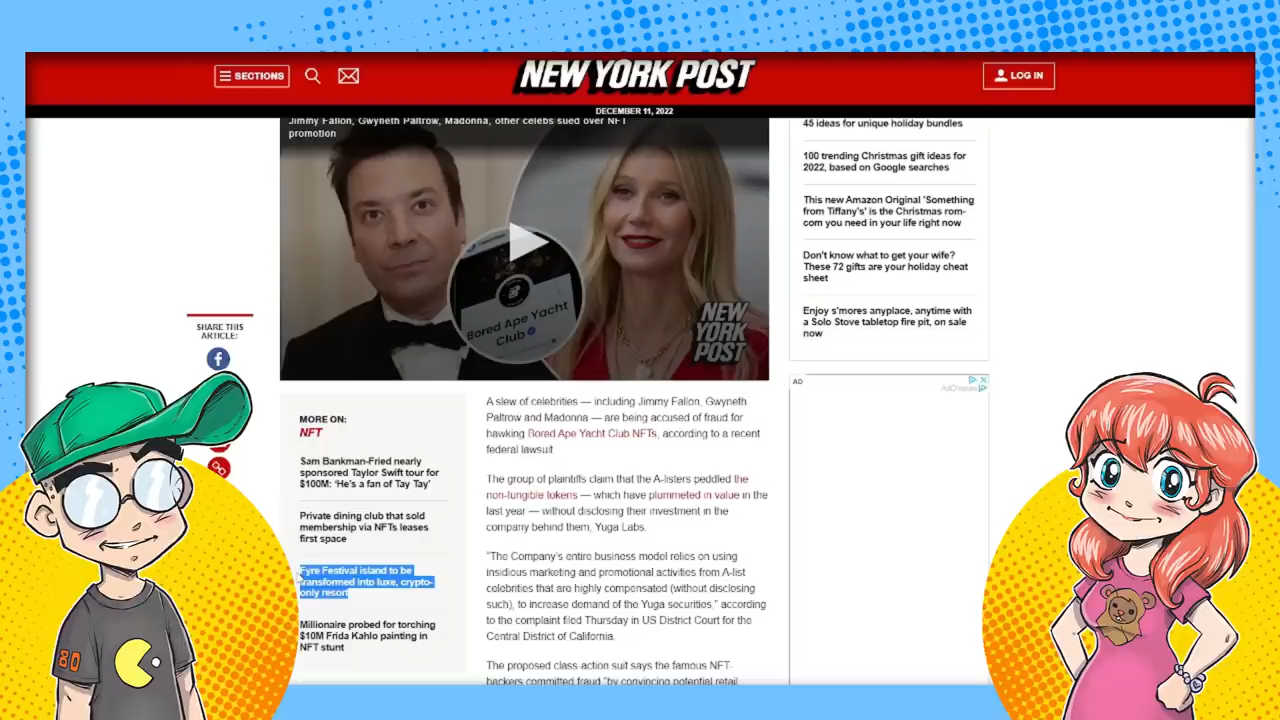 SECTIONS
NEW YORK POST
LOG IN
DECEMBER 11, 2022
Jimmy Fallon, Gwyneth Paltrow, Madonna, other celebs sued over NFT
promotion
Bored Ape Yacht
Club
NEW
YORK
POST
45 ideas for unique holiday bundles
100 trending Christmas gift ideas for
2022, based on Google searches
This new Amazon Original 'Something
from Tiffany's' is the Christmas rom-
com you need in your life right now
Don't know what to get your wife?
These 72 gifts are your holiday cheat
sheet
Enjoy s'mores anyplace, anytime with
a Solo Stove tabletop fire pit, on sale
now
SHARE THIS
ARTICLE:
AD
AdChoices
MORE ON:
NFT
Sam Bankman-Fried nearly
sponsored Taylor Swift tour for
$100M: 'He's a fan of Tay Tay'
Private dining club that sold
membership via NFTs leases
first space
Fyre Festival island to be
transformed into luxe, crypto-
only resort
Millionaire probed for torching
$10M Frida Kahlo painting in
NFT stunt
A slew of celebrities — including Jimmy Fallon, Gwyneth
Paltrow and Madonna — are being accused of fraud for
hawking Bored Ape Yacht Club NFTs, according to a recent
federal lawsuit
The group of plaintiffs claim that the A-listers peddled the
non-fungible tokens — which have plummeted in value in the
last year — without disclosing their investment in the
company behind them, Yuga Labs.
"The Company's entire business model relies on using
insidious marketing and promotional activities from A-list
celebrities that are highly compensated (without disclosing
such), to increase demand of the Yuga securities," according
to the complaint filed Thursday in US District Court for the
Central District of California.
The proposed class-action suit says the famous NFT-
backers committed fraud "by convincing potential retail
80